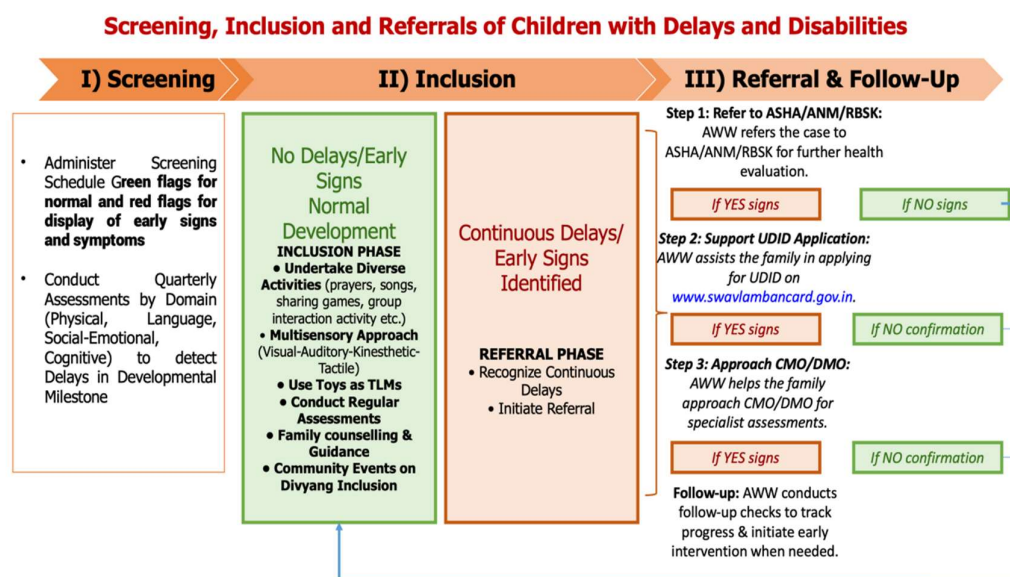 Screening, Inclusion and Referrals of Children with Delays and Disabilities
I) Screening
II) Inclusion
III) Referral & Follow-Up
• Administer Screening
Schedule Green flags for
normal and red flags for
display of early signs
and symptoms
• Conduct Quarterly
Assessments by Domain
(Physical, Language,
Social-Emotional,
Cognitive) to detect
Delays in Developmental
Milestone
No Delays/Early
Signs
Normal
Development
INCLUSION PHASE
● Undertake Diverse
Activities (prayers, songs,
sharing games, group
interaction activity etc.)
• Multisensory Approach
(Visual-Auditory-Kinesthetic-
Tactile)
● Use Toys as TLMs
● Conduct Regular
Assessments
● Family counselling &
Guidance
● Community Events on
Divyang Inclusion
Continuous Delays/
Early Signs
Identified
REFERRAL PHASE
• Recognize Continuous
Delays
• Initiate Referral
Step 1: Refer to ASHA/ANM/RBSK:
AWW refers the case to
ASHA/ANM/RBSK for further health
evaluation.
If YES signs
If NO signs
Step 2: Support UDID Application:
AWW assists the family in applying
for UDID on
www.swavlambancard.gov.in.
If YES signs
If NO confirmation
Step 3: Approach CMO/DMO:
AWW helps the family
approach CMO/DMO for
specialist assessments.
If YES signs
If NO confirmation
Follow-up: AWW conducts
follow-up checks to track
progress & initiate early
intervention when needed.